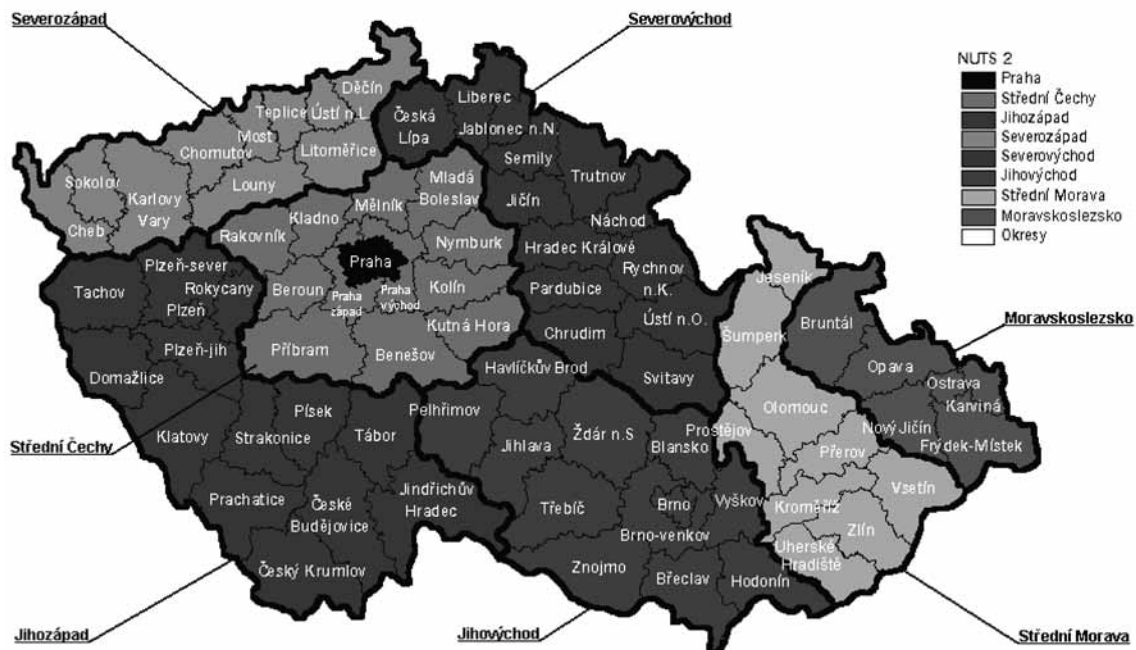 Severozápad
Severovýchod
NUTS 2
Praha
Střední Čechy
Jihozápad
Severozápad
Severovýchod
Jihovýchod
Střední Morava
Moravskoslezsko
Okresy
Děčín
Teplice
Ústí n.L.
Most
Chomutov
Litoměřice
Louny
Sokolov
Karlovy
Vary
Cheb
Česká
Lípa
Liberec
Jablonec n.N.
Semily
Trutnov
Jičín
Náchod
Hradec Králové
Rychnov
n.K.
Pardubice
Ústí n.O.
Chrudim
Svitavy
Mladá
Boleslav
Mělník
Kladno
Rakovník
Nymburk
Praha
Beroun
Praha
západ
Praha
východ
Kolín
Kutná Hora
Příbram
Benešov
Plzeň-sever
Rokycany
Tachov
Plzeň
Plzeň-jih
Domažlice
Klatovy
Písek
Strakonice
Tábor
Prachatice
České
Budějovice
Jindřichův
Hradec
Český Krumlov
Havlíčkův Brod
Pelhřimov
Jihlava
Ždár n.S
Blansko
Třebíč
Brno
Vyškov
Brno-venkov
Znojmo
Břeclav
Hodonín
Jeseník
Šumperk
Olomouc
Prostějov
Přerov
Vsetín
Kroměříž
Zlín
Uherské
Hradiště
Bruntál
Opava
Ostrava
Karviná
Nový Jičín
Frýdek-Místek
Moravskoslezsko
Střední Čechy
Jihozápad
Jihovýchod
Střední Morava